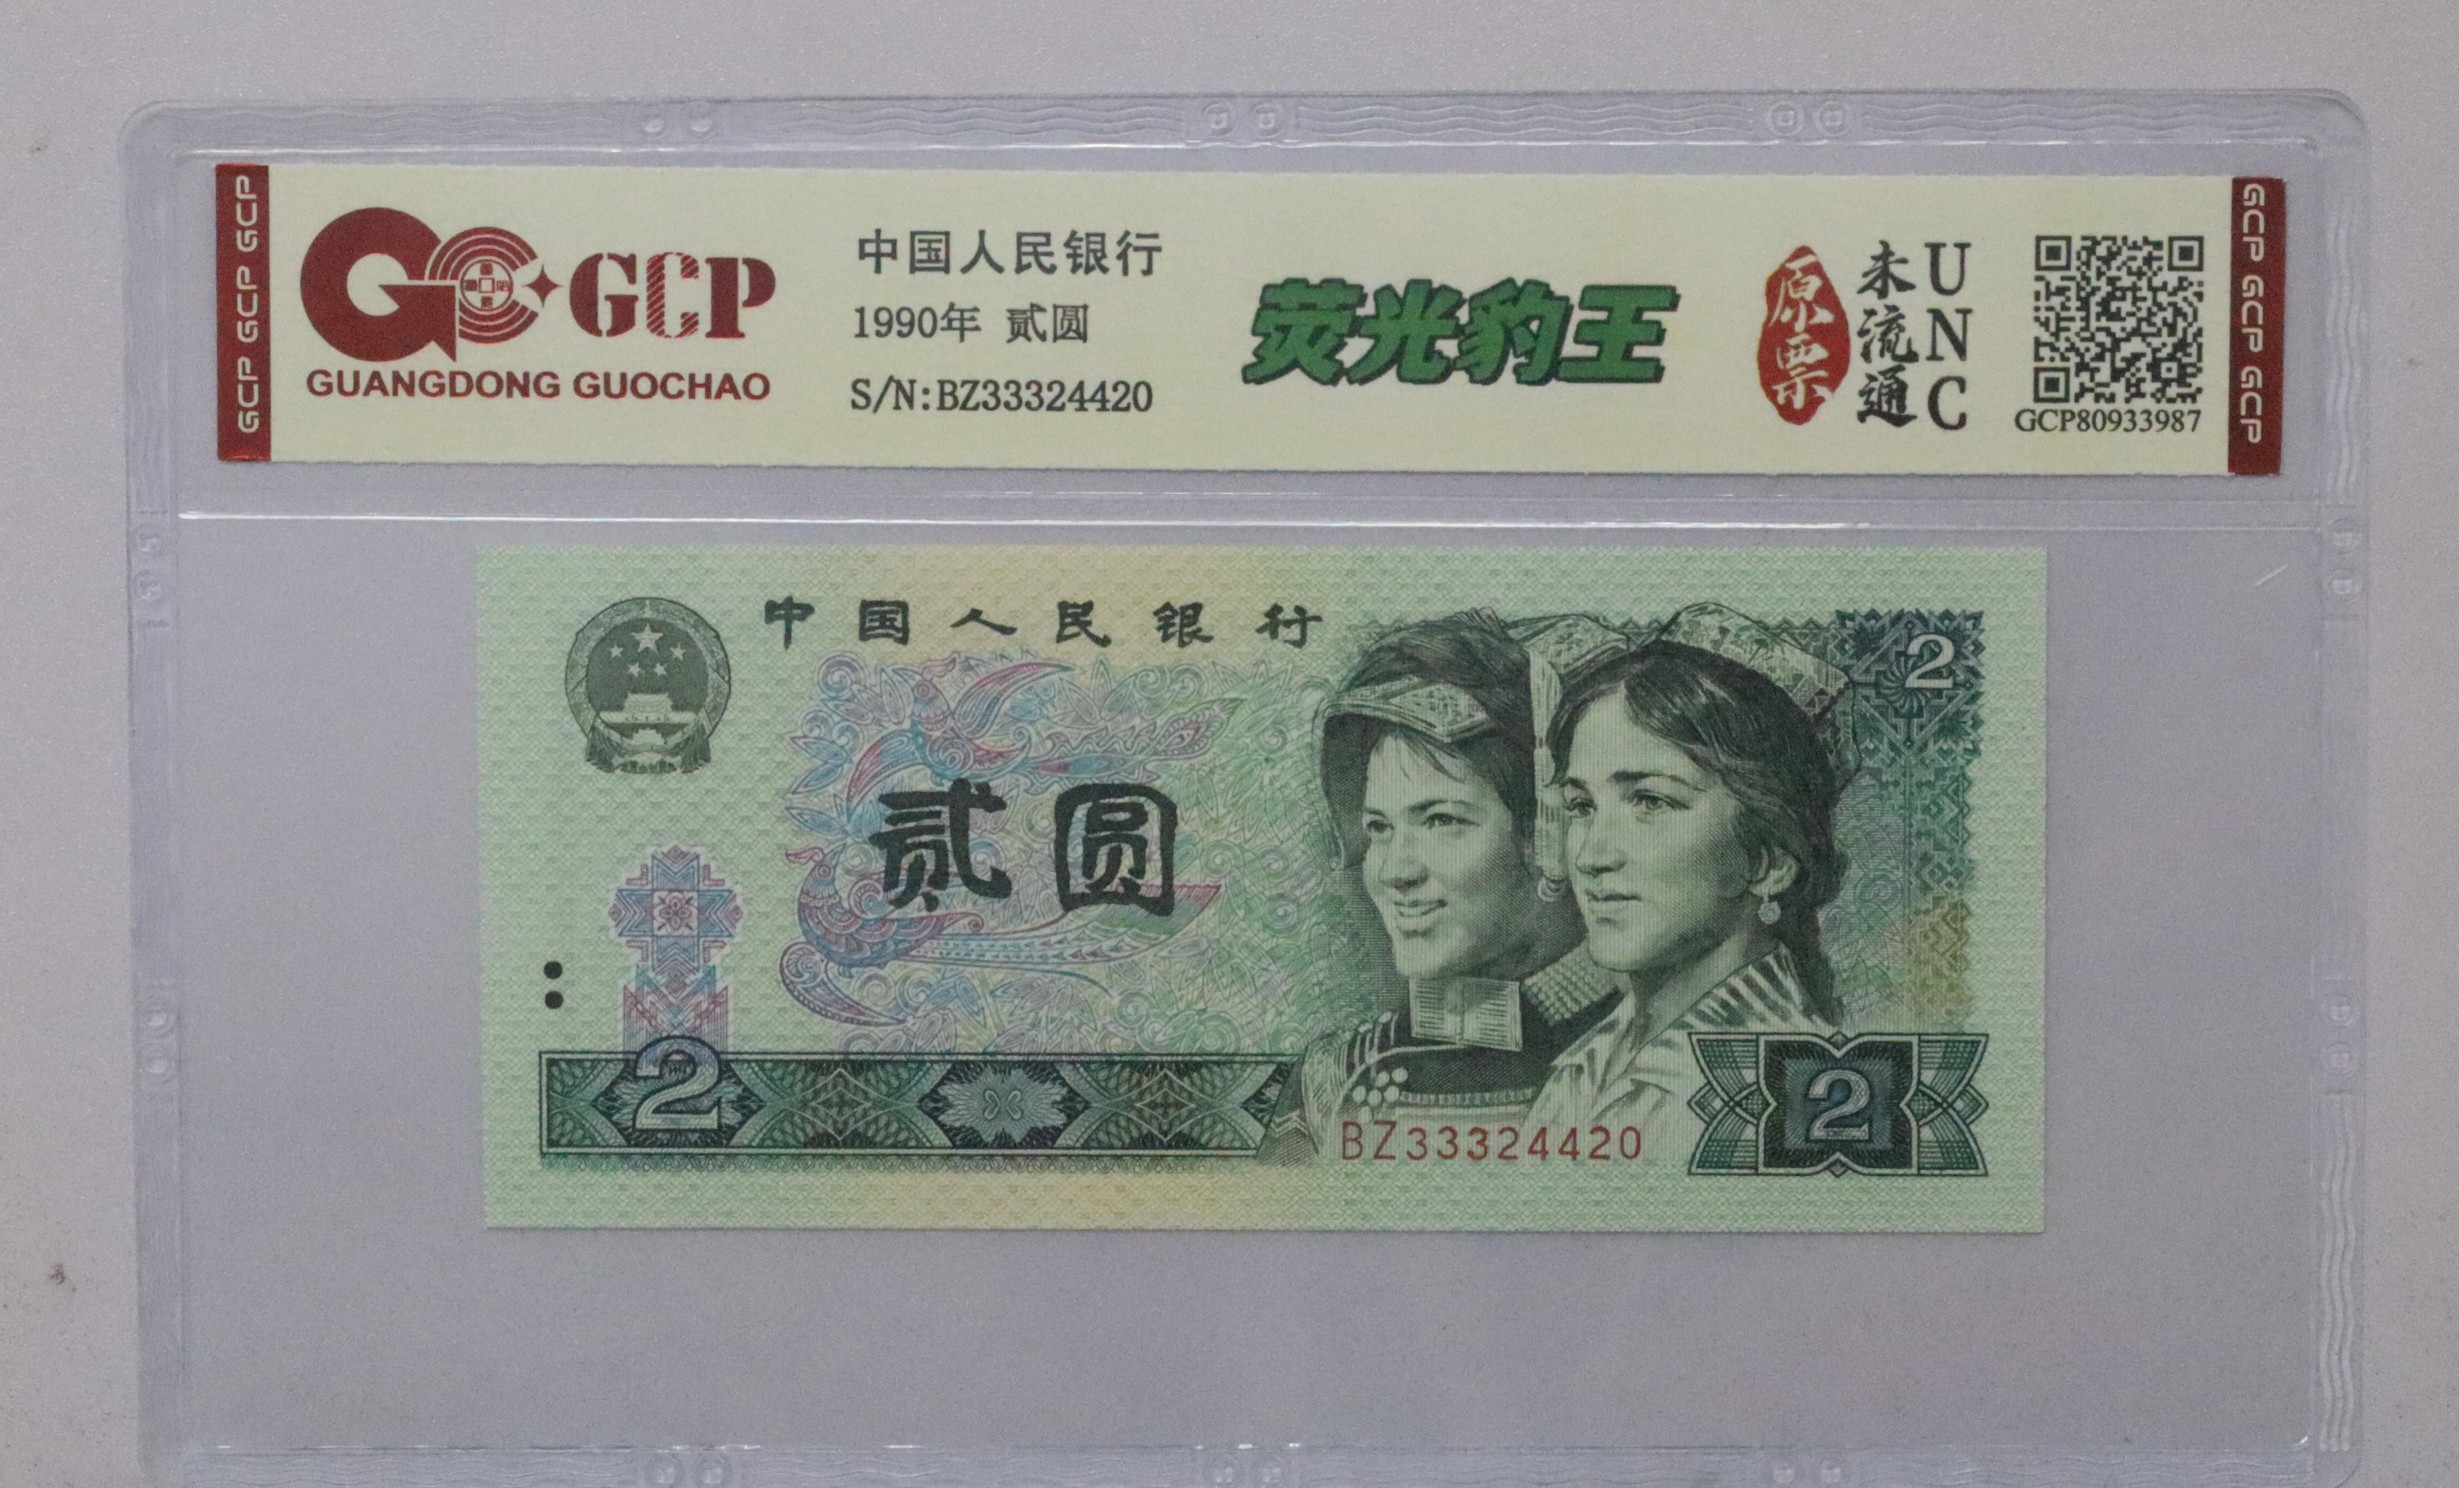 GCP GCP GCP
GCP
GUANGDONG GUOCHAO
中国人民银行
1990年 贰圆
S/N:BZ33324420
荧光豹王
原票
未流通
UNC
GCP80933987
GCP GCP GCP
中国人民银行
2
贰圆
2
BZ33324420
2